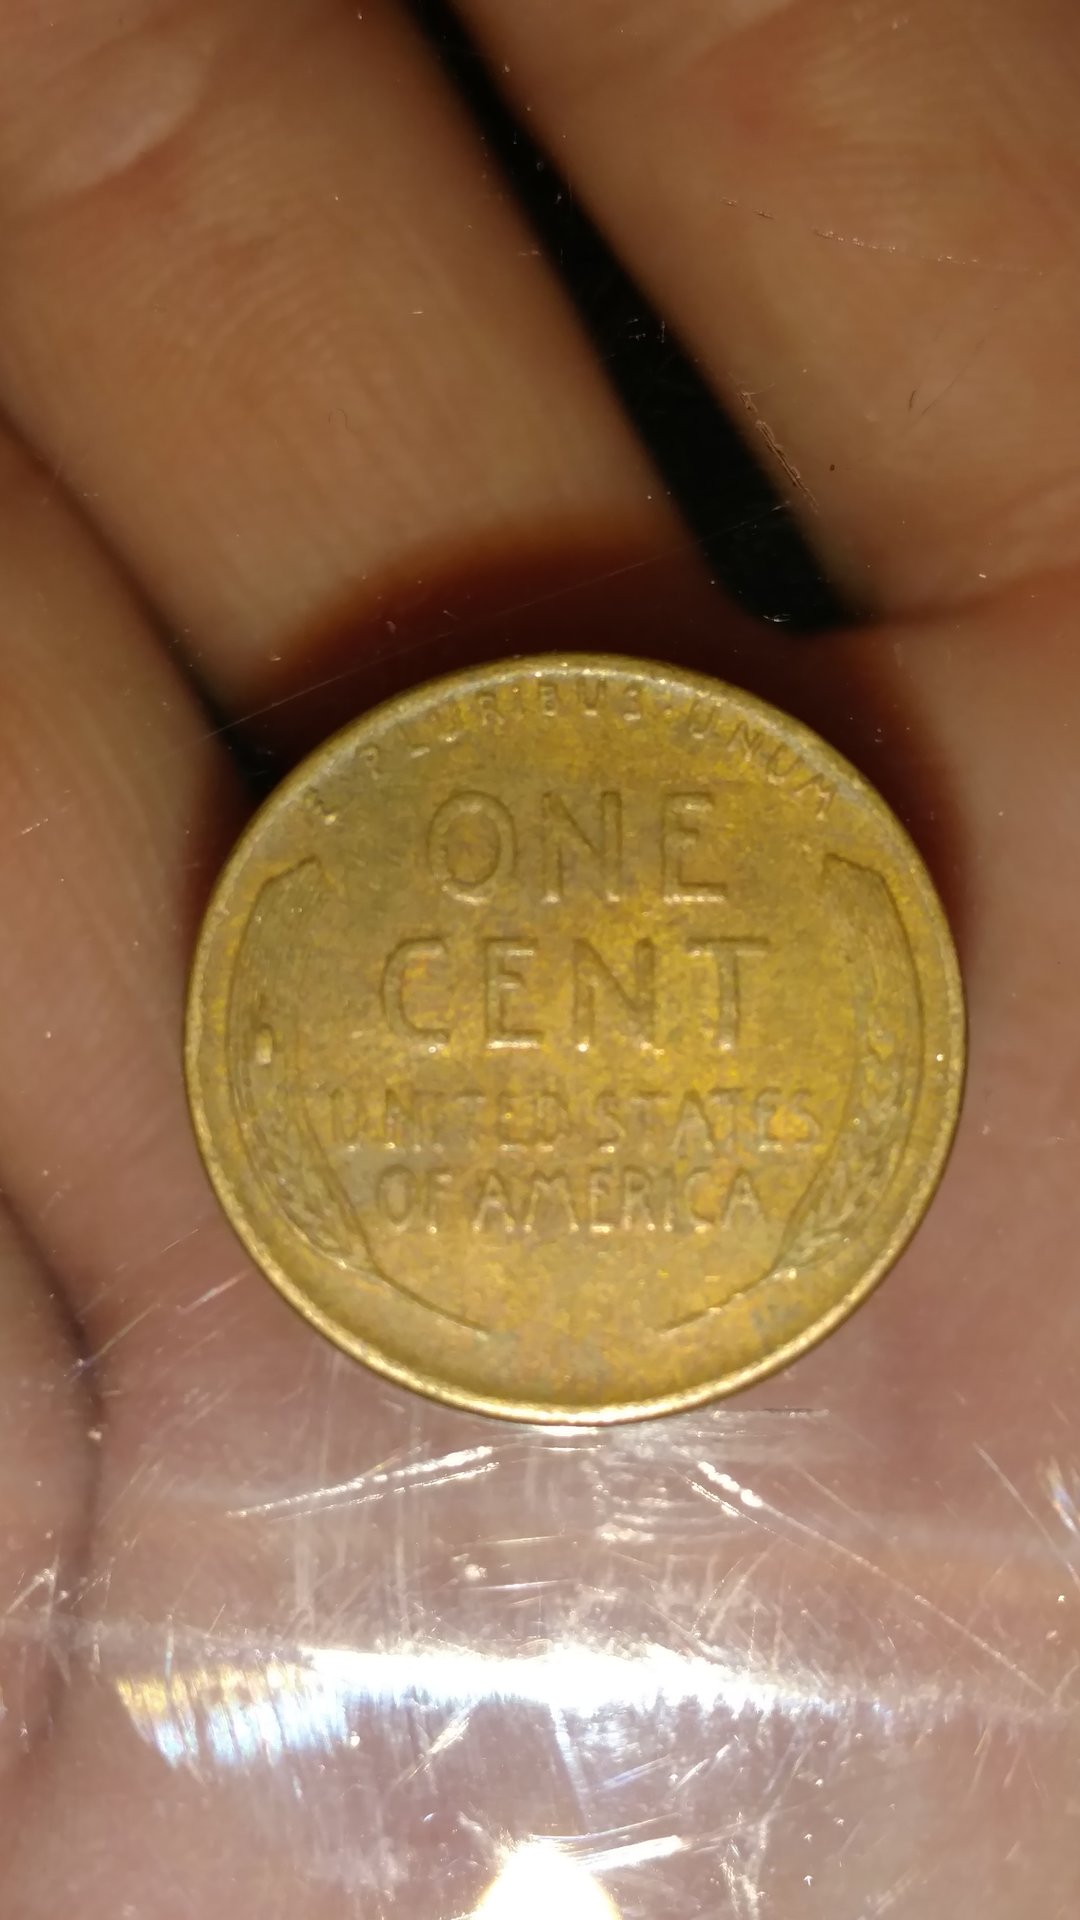 E PLURIBUS·UNUM
ONE
CENT
UNITED STATES
OF AMERICA